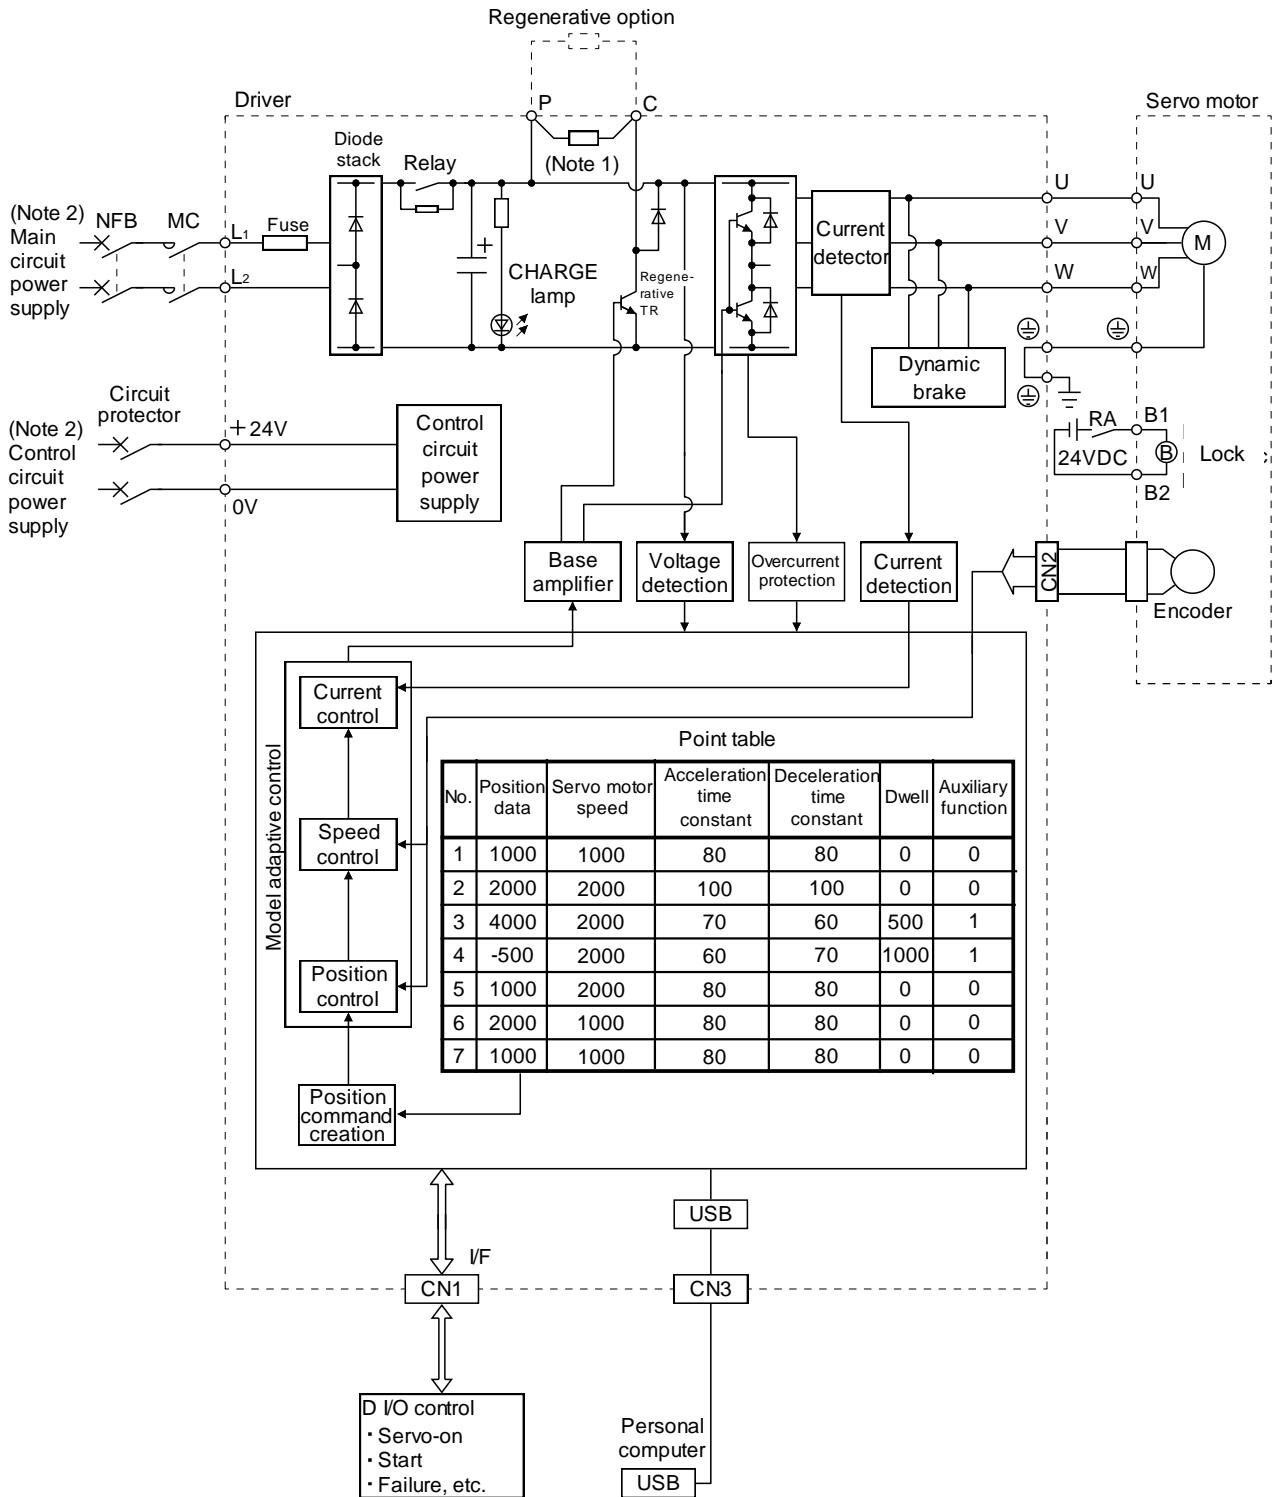 Regenerative option
Driver
P
C
Servo motor
Diode
stack
Relay
(Note 1)
U
U
(Note 2)
NFB
MC
L1
Fuse
Main
circuit
power
supply
L2
+
CHARGE
lamp
Regene-
rative
TR
Current
detector
V
V
M
W
W
Dynamic
brake
Circuit
protector
(Note 2)
Control
circuit
power
supply
+24V
0V
Control
circuit
power
supply
RA
24VDC
B1
B
B2
Lock
Base
amplifier
Voltage
detection
Overcurrent
protection
Current
detection
CN2
Encoder
Model adaptive control
Current
control
Speed
control
Position
control
Position
command
creation
Point table
No. Position data Servo motor speed Acceleration time constant Deceleration time constant Dwell Auxiliary function
1 1000 1000 80 80 0 0
2 2000 2000 100 100 0 0
3 4000 2000 70 60 500 1
4 -500 2000 60 70 1000 1
5 1000 2000 80 80 0 0
6 2000 1000 80 80 0 0
7 1000 1000 80 80 0 0
USB
I/F
CN1
CN3
D I/O control
・Servo-on
・Start
・Failure, etc.
Personal
computer
USB